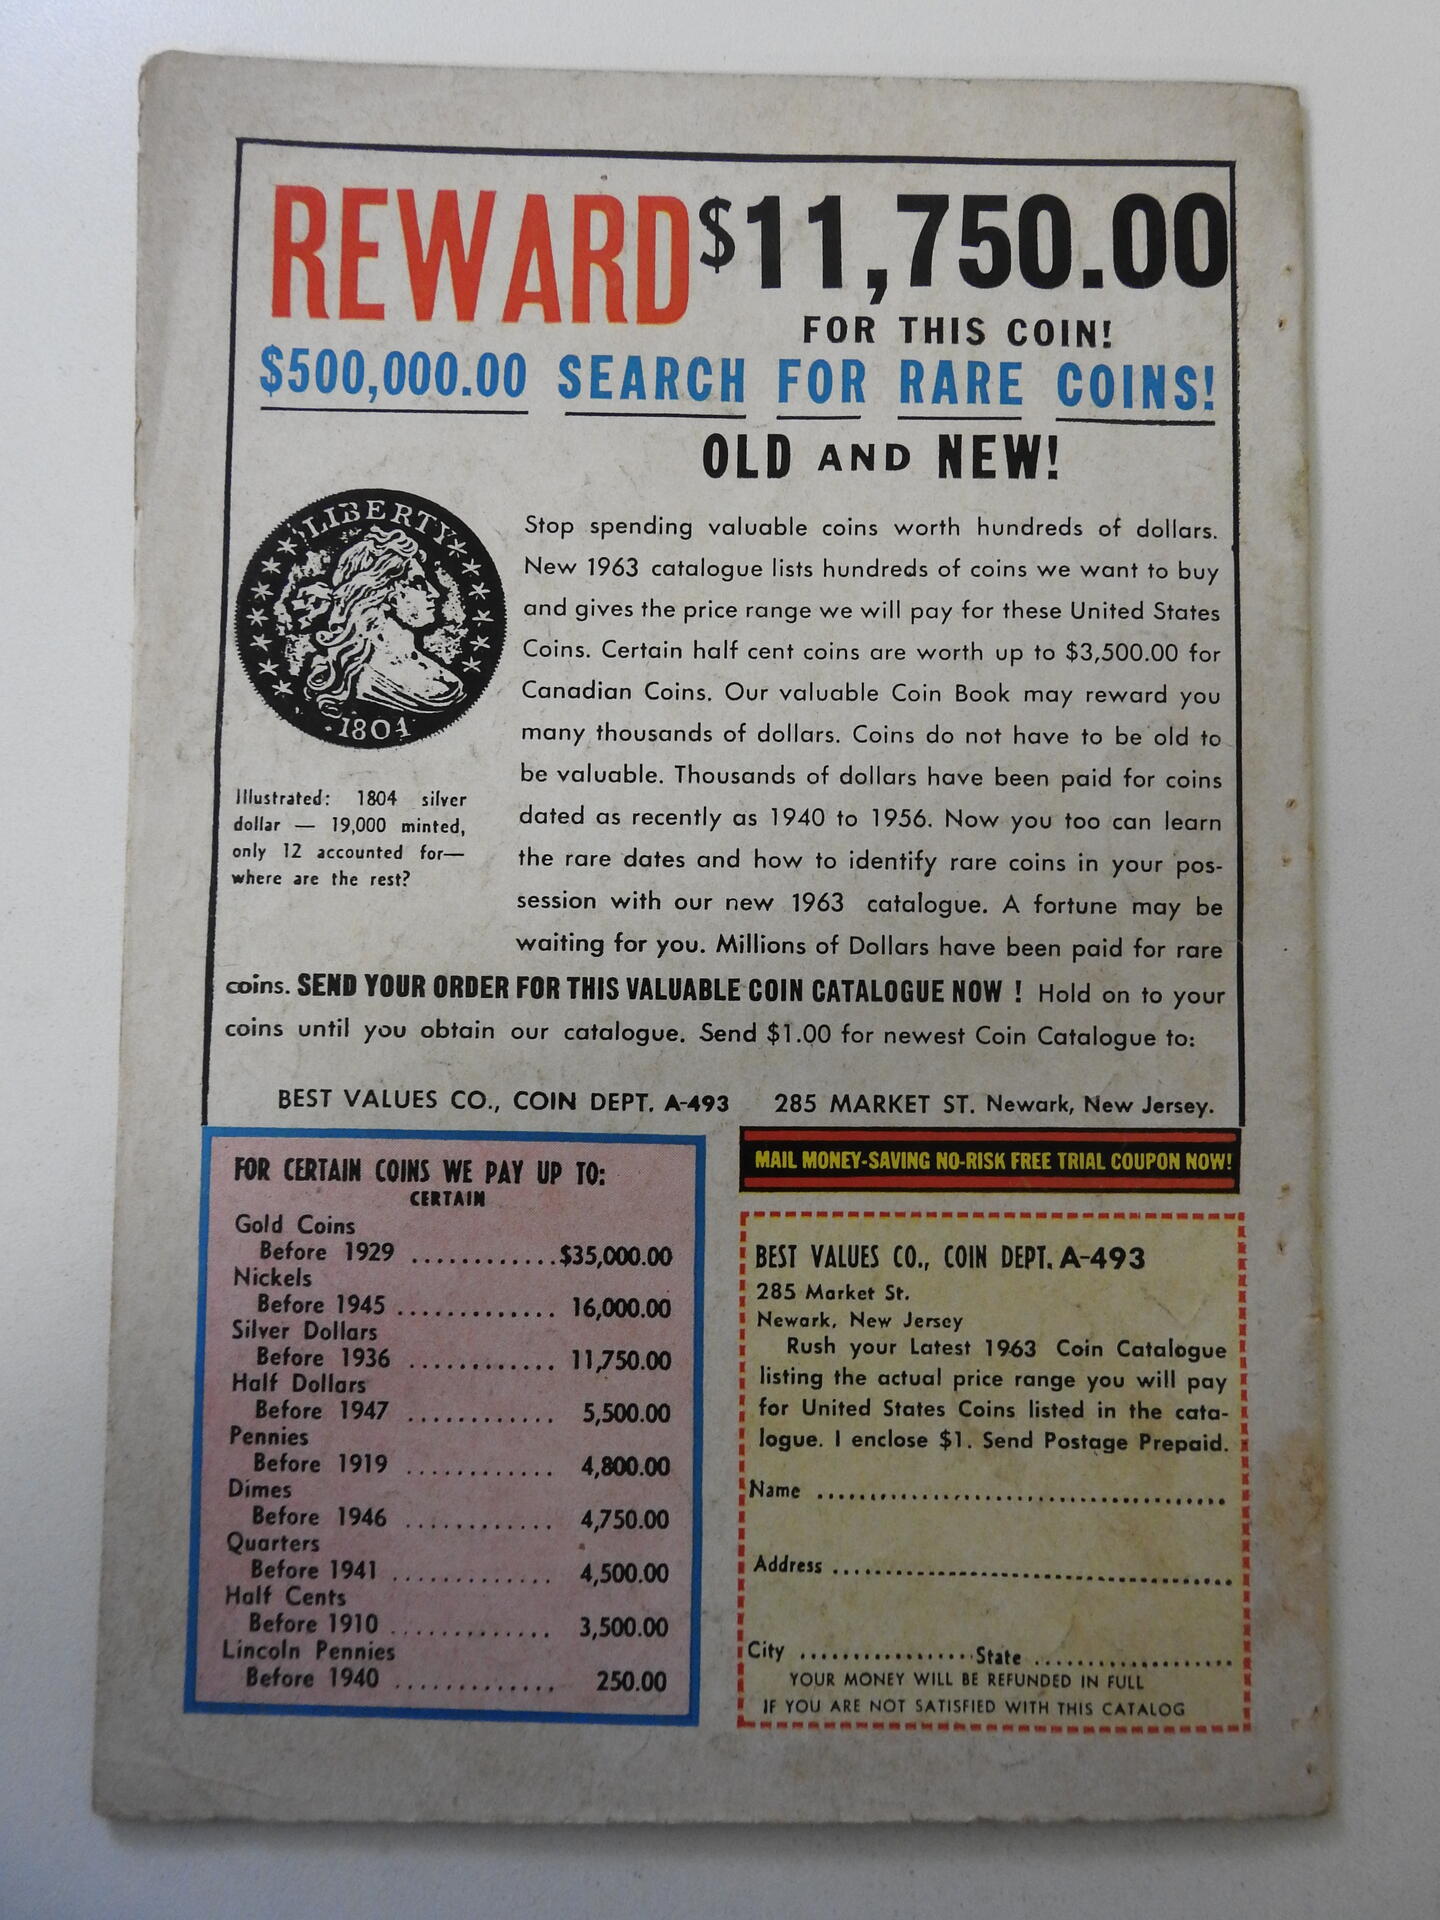 REWARD $11,750.00
FOR THIS COIN!
$500,000.00 SEARCH FOR RARE COINS!
OLD AND NEW!
LIBERTY
1804
Illustrated: 1804 silver
dollar — 19,000 minted,
only 12 accounted for—
where are the rest?
Stop spending valuable coins worth hundreds of dollars.
New 1963 catalogue lists hundreds of coins we want to buy
and gives the price range we will pay for these United States
Coins. Certain half cent coins are worth up to $3,500.00 for
Canadian Coins. Our valuable Coin Book may reward you
many thousands of dollars. Coins do not have to be old to
be valuable. Thousands of dollars have been paid for coins
dated as recently as 1940 to 1956. Now you too can learn
the rare dates and how to identify rare coins in your pos-
session with our new 1963 catalogue. A fortune may be
waiting for you. Millions of Dollars have been paid for rare
coins. SEND YOUR ORDER FOR THIS VALUABLE COIN CATALOGUE NOW ! Hold on to your
coins until you obtain our catalogue. Send $1.00 for newest Coin Catalogue to:
BEST VALUES CO., COIN DEPT. A-493 285 MARKET ST. Newark, New Jersey.
FOR CERTAIN COINS WE PAY UP TO:
CERTAIN
Gold Coins
Before 1929 ............$35,000.00
Nickels
Before 1945 ............. 16,000.00
Silver Dollars
Before 1936 ............ 11,750.00
Half Dollars
Before 1947 ............ 5,500.00
Pennies
Before 1919 ............ 4,800.00
Dimes
Before 1946 ............ 4,750.00
Quarters
Before 1941 ............. 4,500.00
Half Cents
Before 1910 ............. 3,500.00
Lincoln Pennies
Before 1940 ............. 250.00
MAIL MONEY-SAVING NO-RISK FREE TRIAL COUPON NOW!
BEST VALUES CO., COIN DEPT. A-493
285 Market St.
Newark, New Jersey
Rush your Latest 1963 Coin Catalogue
listing the actual price range you will pay
for United States Coins listed in the cata-
logue. I enclose $1. Send Postage Prepaid.
Name ..........................................
Address ........................................
City .................State ....................
YOUR MONEY WILL BE REFUNDED IN FULL
IF YOU ARE NOT SATISFIED WITH THIS CATALOG